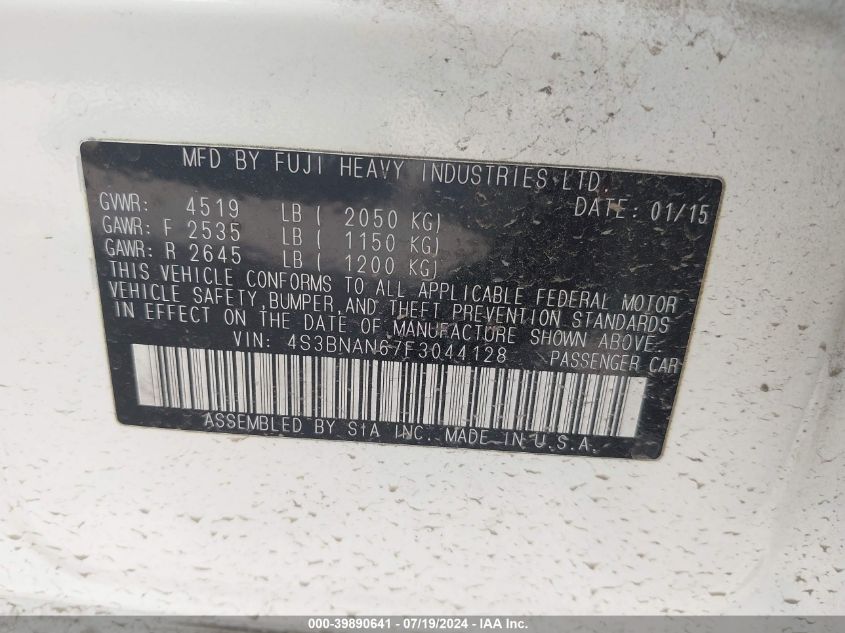 MFD BY FUJI HEAVY INDUSTRIES LTD.
DATE: 01/15
GVWR: 4519 LB ( 2050 KG)
GAWR: F 2535 LB ( 1150 KG)
GAWR: R 2645 LB ( 1200 KG)
THIS VEHICLE CONFORMS TO ALL APPLICABLE FEDERAL MOTOR
VEHICLE SAFETY, BUMPER, AND THEFT PREVENTION STANDARDS
IN EFFECT ON THE DATE OF MANUFACTURE SHOWN ABOVE.
VIN: 4S3BNAN67F3044128 PASSENGER CAR
ASSEMBLED BY SIA INC. MADE IN U.S.A.
000-39890641 - 07/19/2024 - IAA Inc.